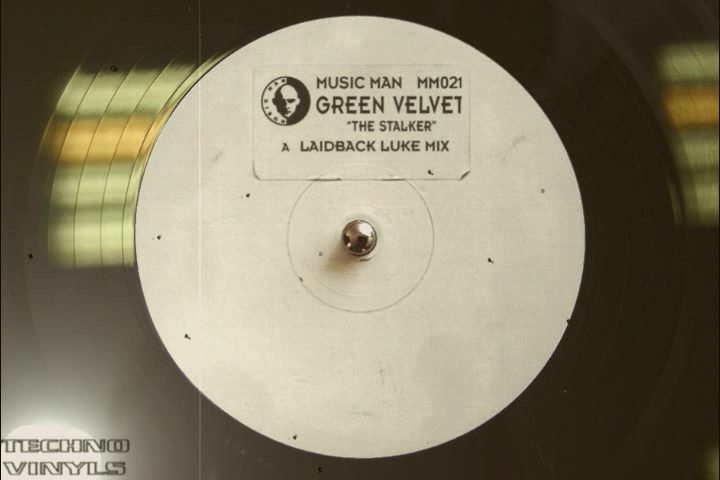 MUSIC MAN MM021
GREEN VELVET
"THE STALKER"
A LAIDBACK LUKE MIX
TECHNO
VINYLS